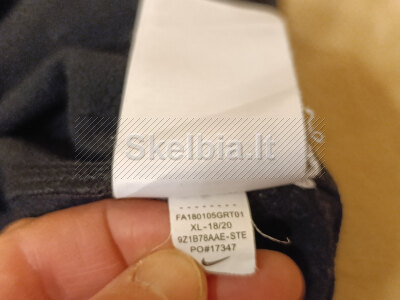 Skelbia.lt
FA180105GRT01
XL-18/20
9Z1B78AAE-STE
PO#17347